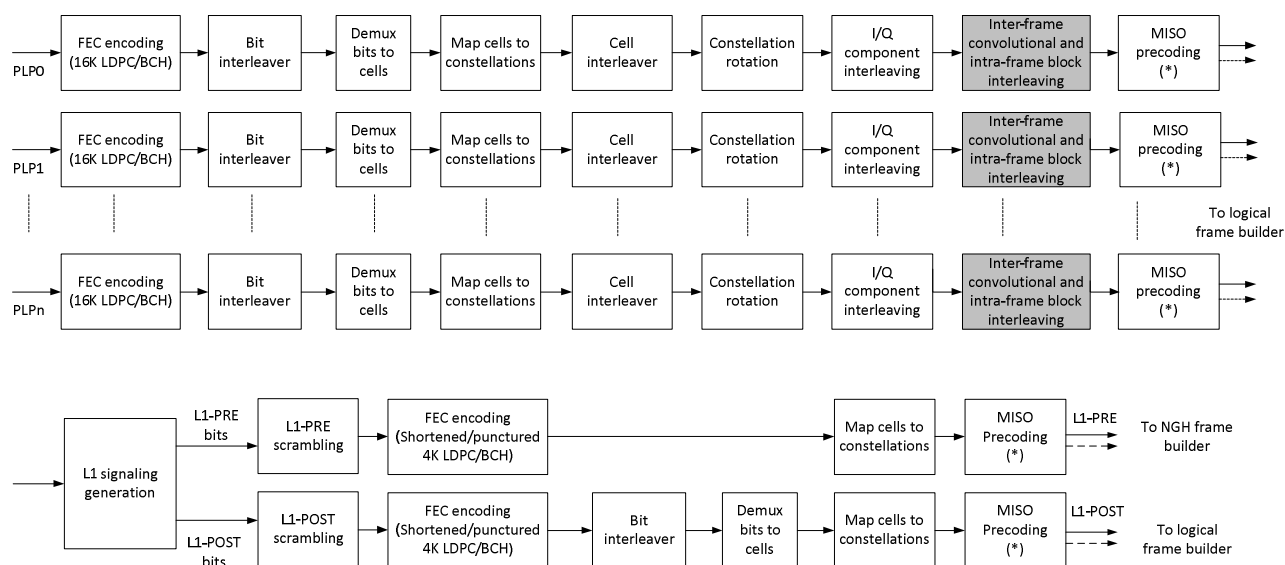 PLP0
FEC encoding
(16K LDPC/BCH)
Bit
interleaver
Demux
bits to
cells
Map cells to
constellations
Cell
interleaver
Constellation
rotation
I/Q
component
interleaving
Inter-frame
convolutional and
intra-frame block
interleaving
MISO
precoding
(*)
PLP1
FEC encoding
(16K LDPC/BCH)
Bit
interleaver
Demux
bits to
cells
Map cells to
constellations
Cell
interleaver
Constellation
rotation
I/Q
component
interleaving
Inter-frame
convolutional and
intra-frame block
interleaving
MISO
precoding
(*)
To logical
frame builder
PLPn
FEC encoding
(16K LDPC/BCH)
Bit
interleaver
Demux
bits to
cells
Map cells to
constellations
Cell
interleaver
Constellation
rotation
I/Q
component
interleaving
Inter-frame
convolutional and
intra-frame block
interleaving
MISO
precoding
(*)
L1 signaling
generation
L1-PRE
bits
L1-PRE
scrambling
FEC encoding
(Shortened/punctured
4K LDPC/BCH)
Map cells to
constellations
MISO
Precoding
(*)
L1-PRE
To NGH frame
builder
L1-POST
bits
L1-POST
scrambling
FEC encoding
(Shortened/punctured
4K LDPC/BCH)
Bit
interleaver
Demux
bits to
cells
Map cells to
constellations
MISO
Precoding
(*)
L1-POST
To logical
frame builder